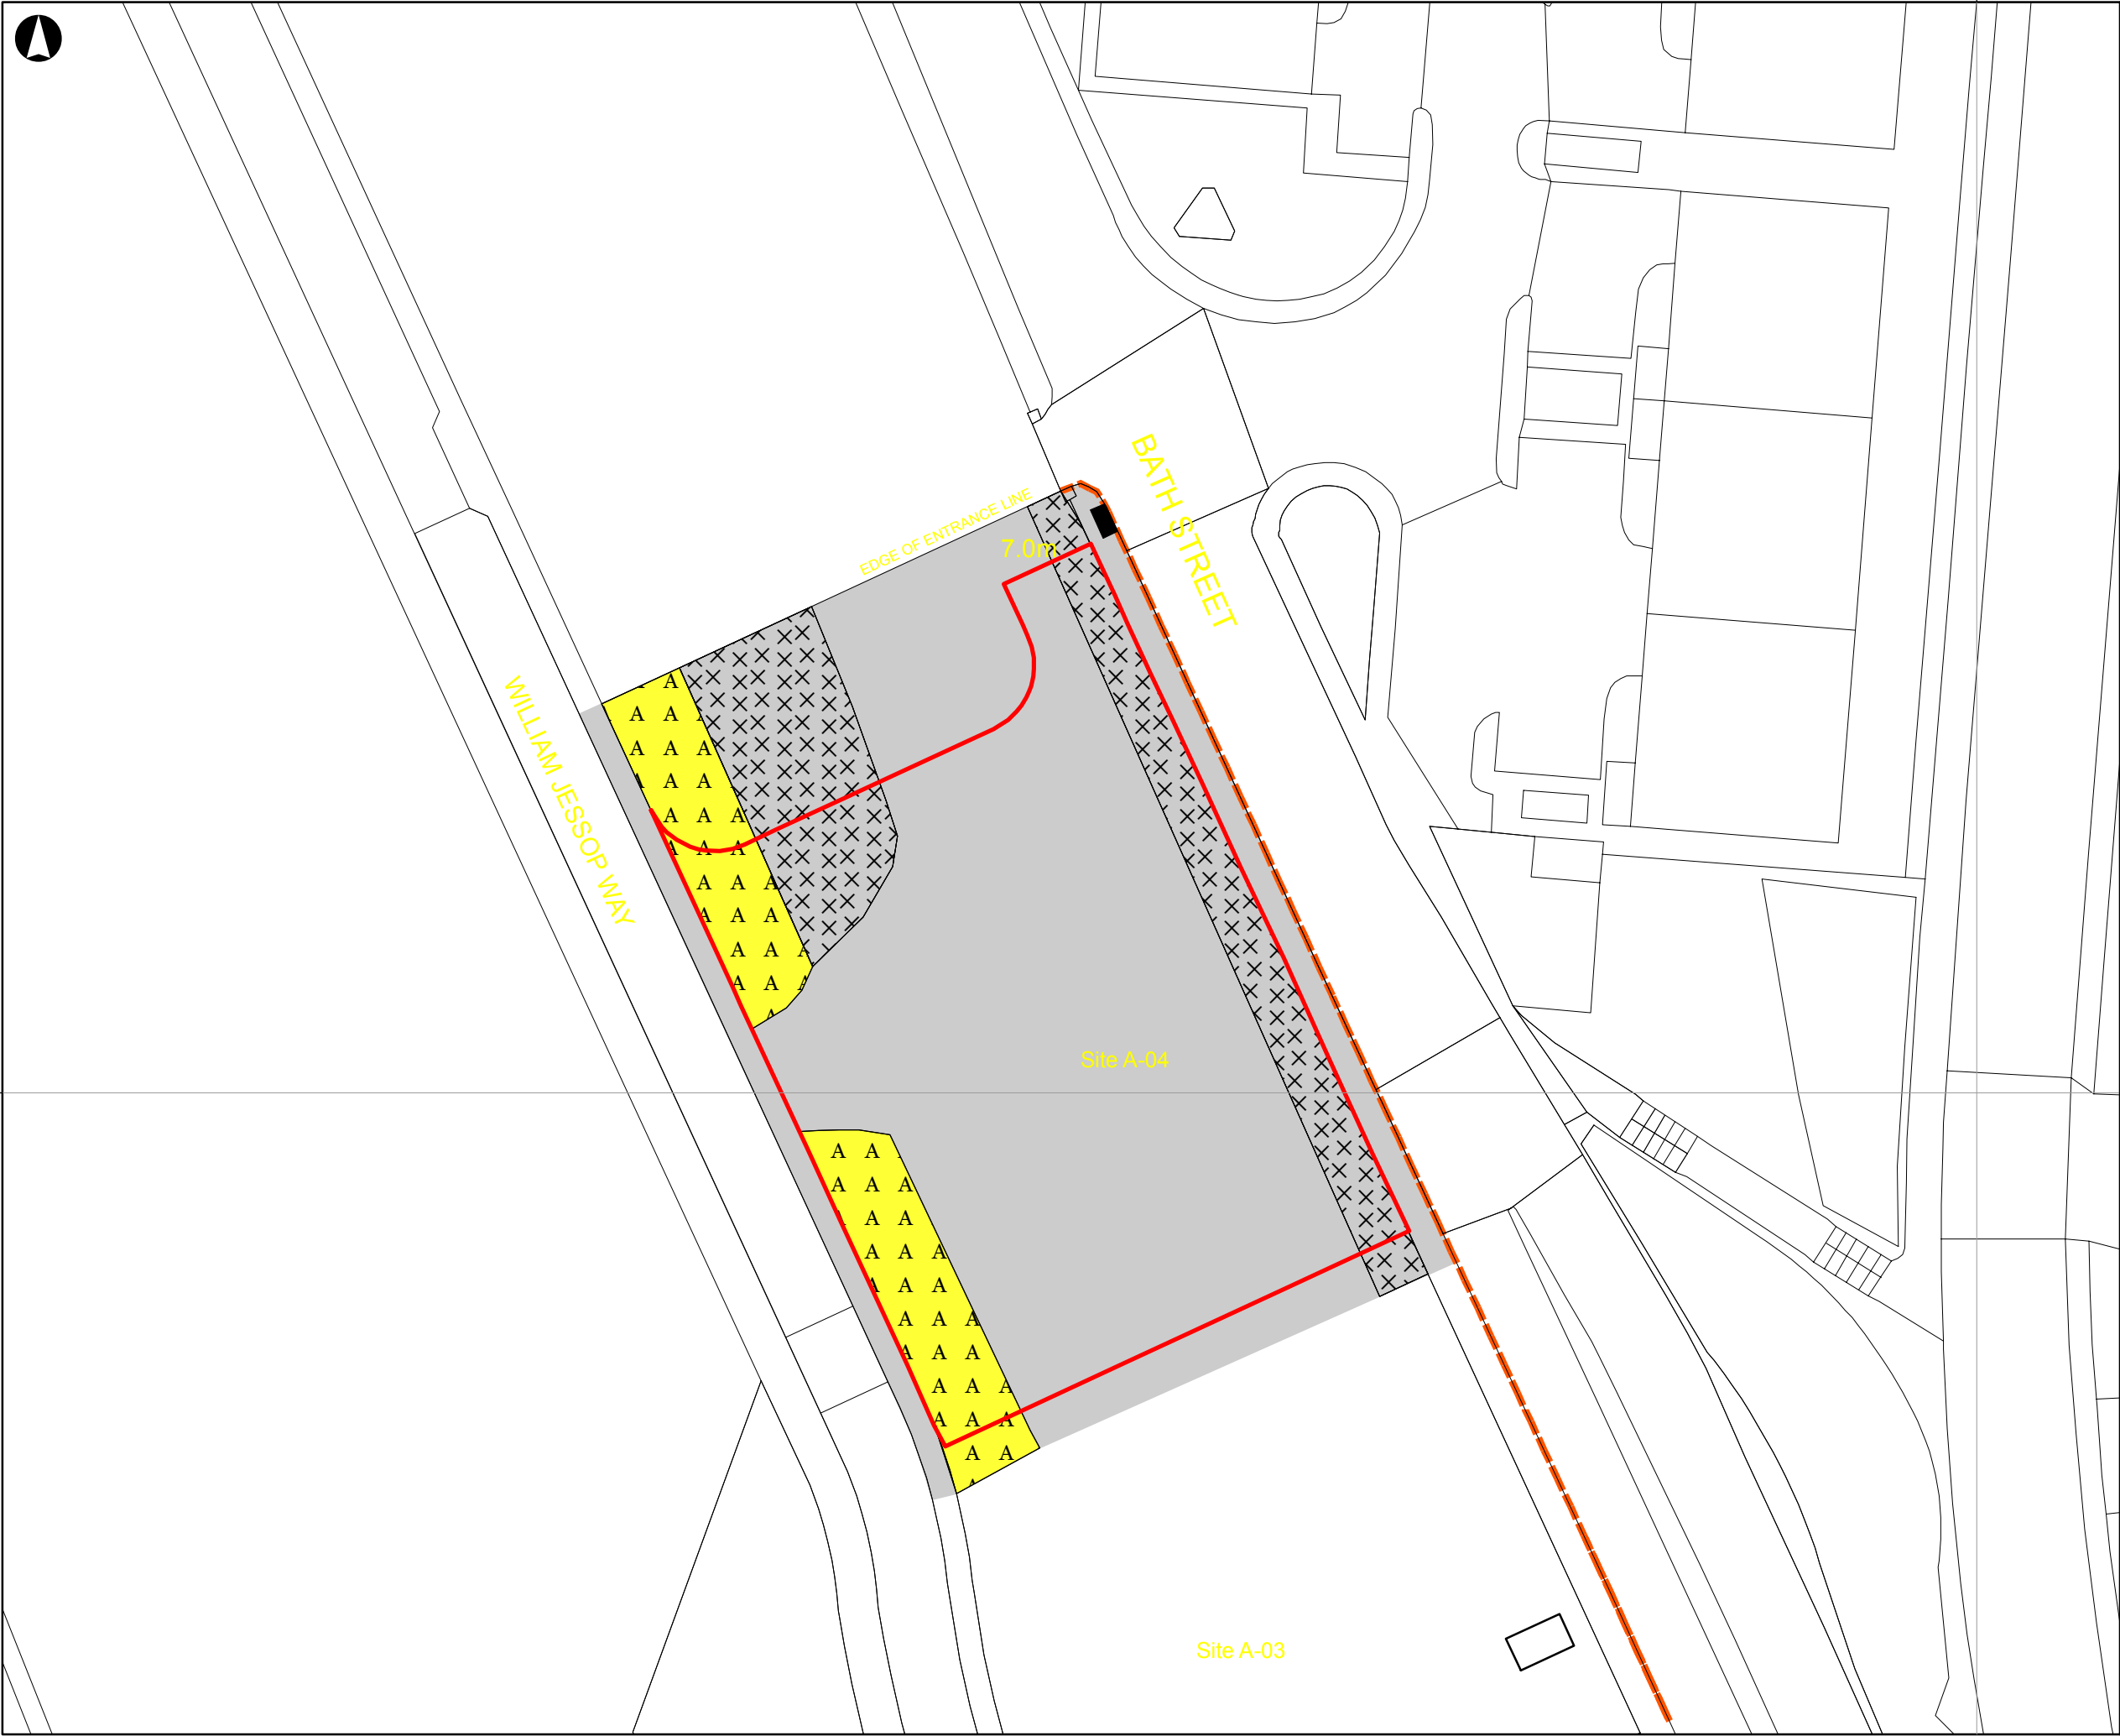 BATH STREET
EDGE OF ENTRANCE LINE
7.0m
WILLIAM JESSOP WAY
Site A-04
Site A-03